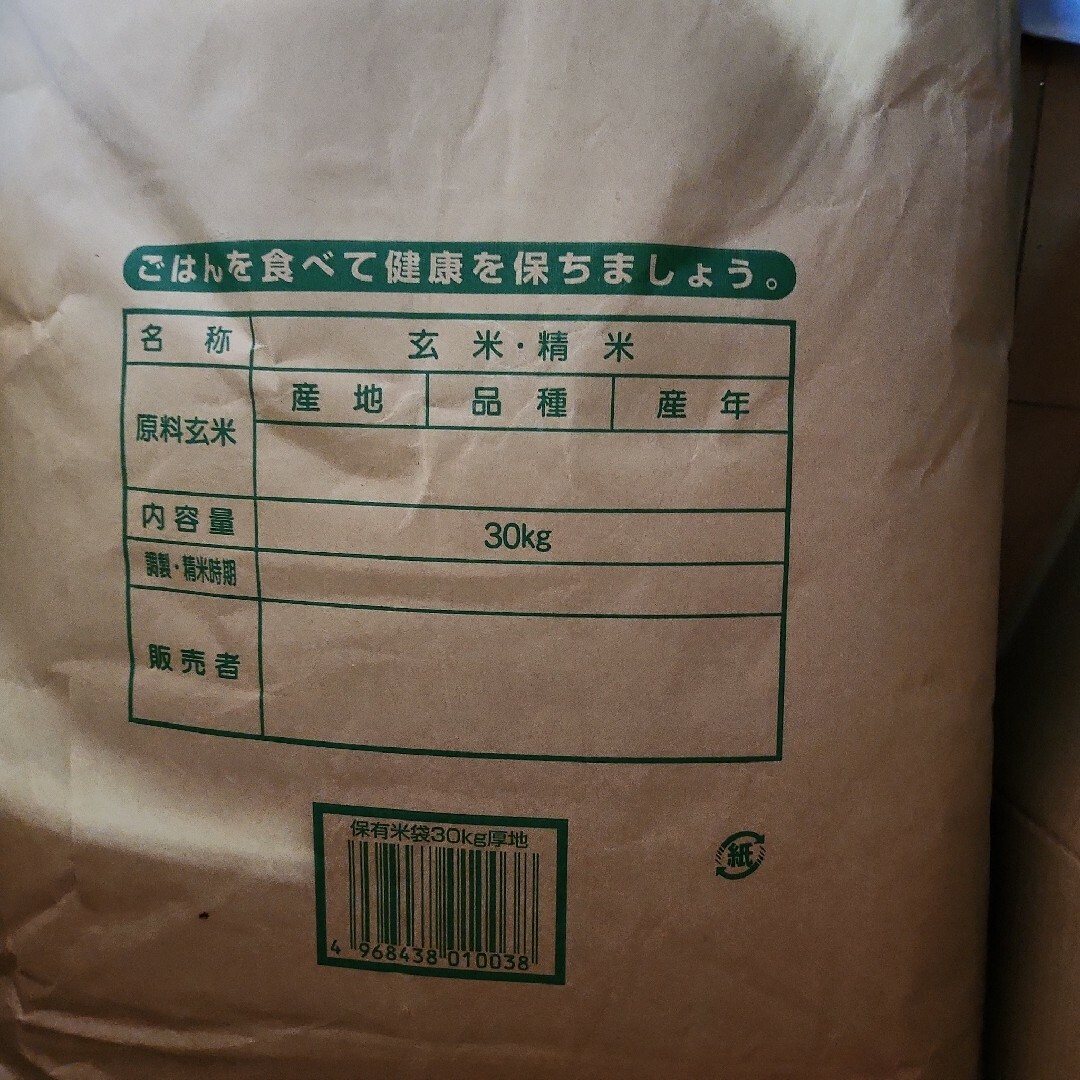 ごはんを食べて健康を保ちましょう。
名 称 玄 米・精 米
原料玄米 産 地 品 種 産 年
内容量 30kg
調製・精米時期
販売者
保有米袋30kg厚地
4 968438 010038
紙